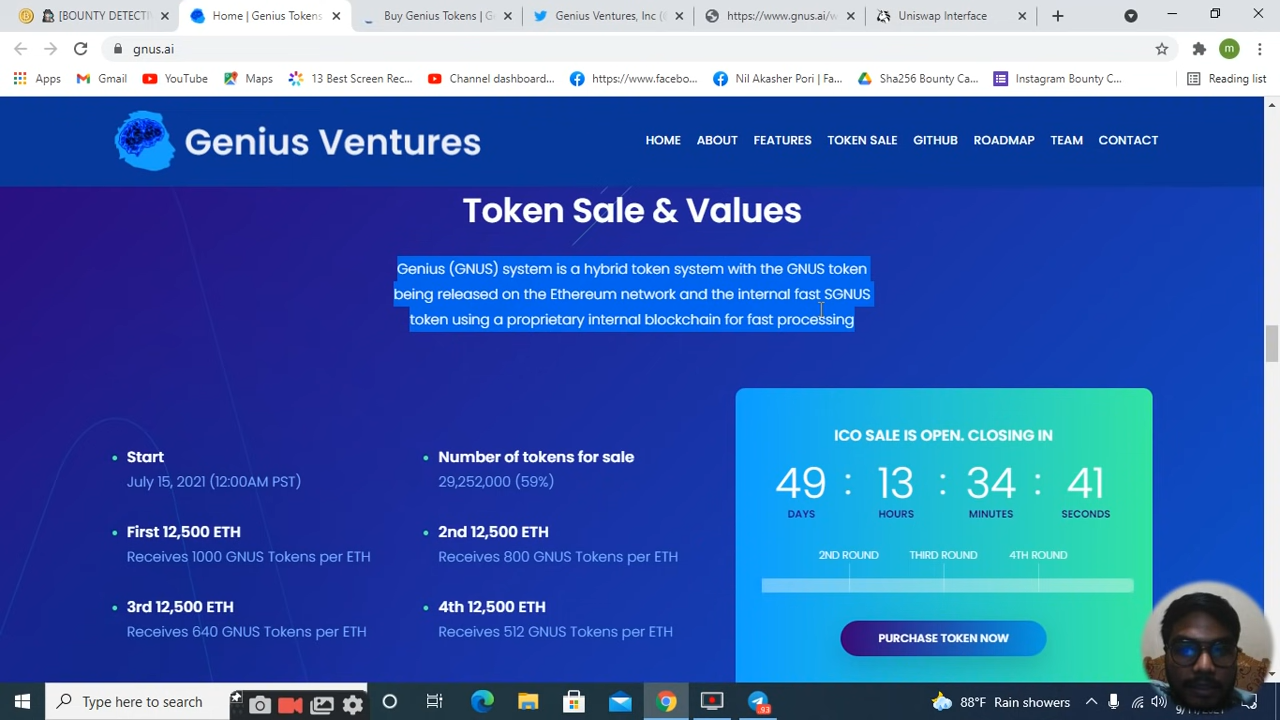 [BOUNTY DETECTI
Home | Genius Tokens
Buy Genius Tokens | G
Genius Ventures, Inc (
https://www.gnus.ai/w
Uniswap Interface
gnus.ai
m
Apps
Gmail
YouTube
Maps
13 Best Screen Rec...
Channel dashboard...
https://www.facebo...
Nil Akasher Pori | Fa...
Sha256 Bounty Ca...
Instagram Bounty C...
Reading list
Genius Ventures
HOME
ABOUT
FEATURES
TOKEN SALE
GITHUB
ROADMAP
TEAM
CONTACT
Token Sale & Values
Genius (GNUS) system is a hybrid token system with the GNUS token
being released on the Ethereum network and the internal fast SGNUS
token using a proprietary internal blockchain for fast processing
Start
July 15, 2021 (12:00AM PST)
Number of tokens for sale
29,252,000 (59%)
First 12,500 ETH
Receives 1000 GNUS Tokens per ETH
2nd 12,500 ETH
Receives 800 GNUS Tokens per ETH
3rd 12,500 ETH
Receives 640 GNUS Tokens per ETH
4th 12,500 ETH
Receives 512 GNUS Tokens per ETH
ICO SALE IS OPEN. CLOSING IN
49 : 13 : 34 : 41
DAYS HOURS MINUTES SECONDS
2ND ROUND THIRD ROUND 4TH ROUND
PURCHASE TOKEN NOW
Type here to search
93
88°F Rain showers